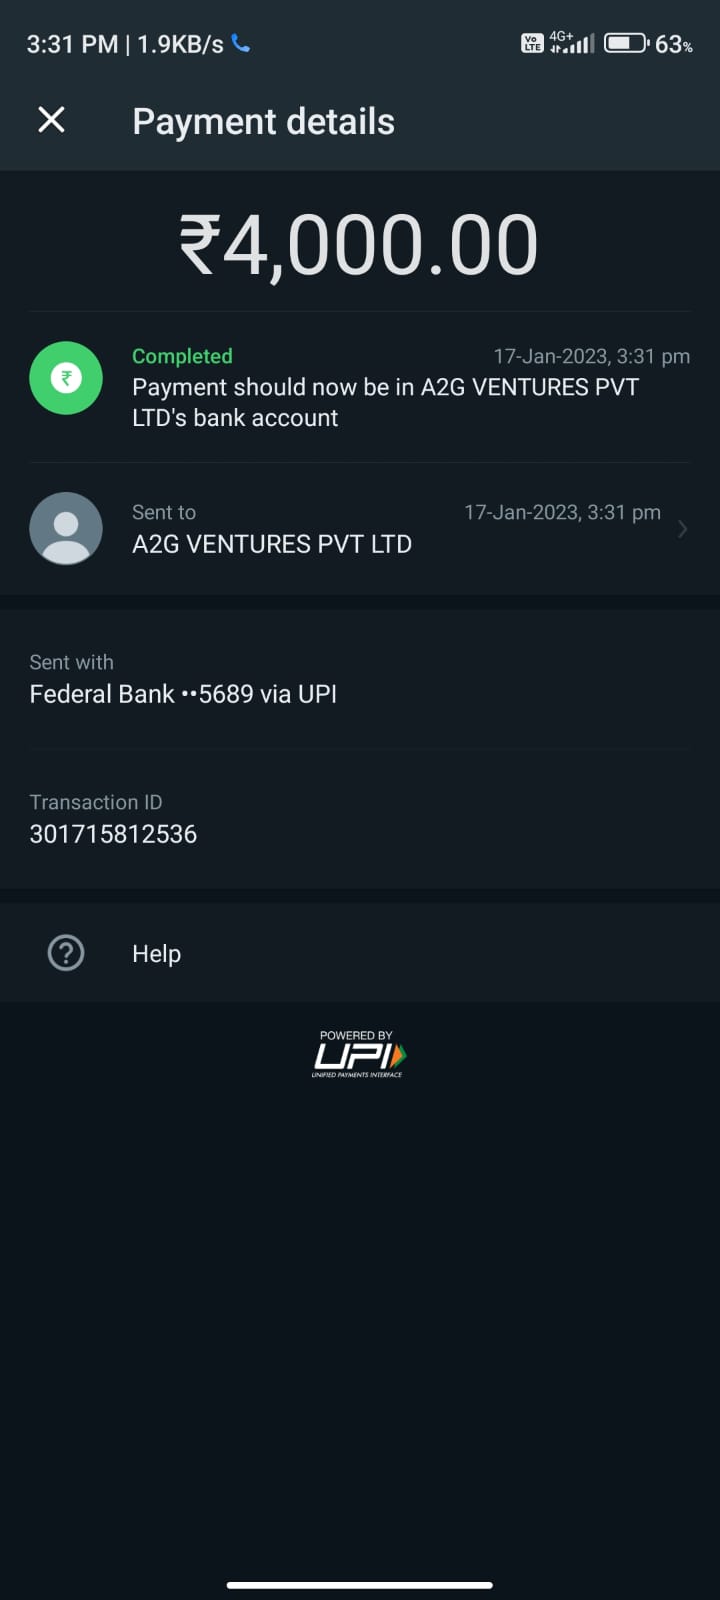 3:31 PM | 1.9KB/s Vo LTE 4G+ 63%
Payment details
₹4,000.00
Completed 17-Jan-2023, 3:31 pm
Payment should now be in A2G VENTURES PVT
LTD's bank account
Sent to 17-Jan-2023, 3:31 pm
A2G VENTURES PVT LTD
Sent with
Federal Bank ••5689 via UPI
Transaction ID
301715812536
Help
POWERED BY
UPI
UNIFIED PAYMENTS INTERFACE